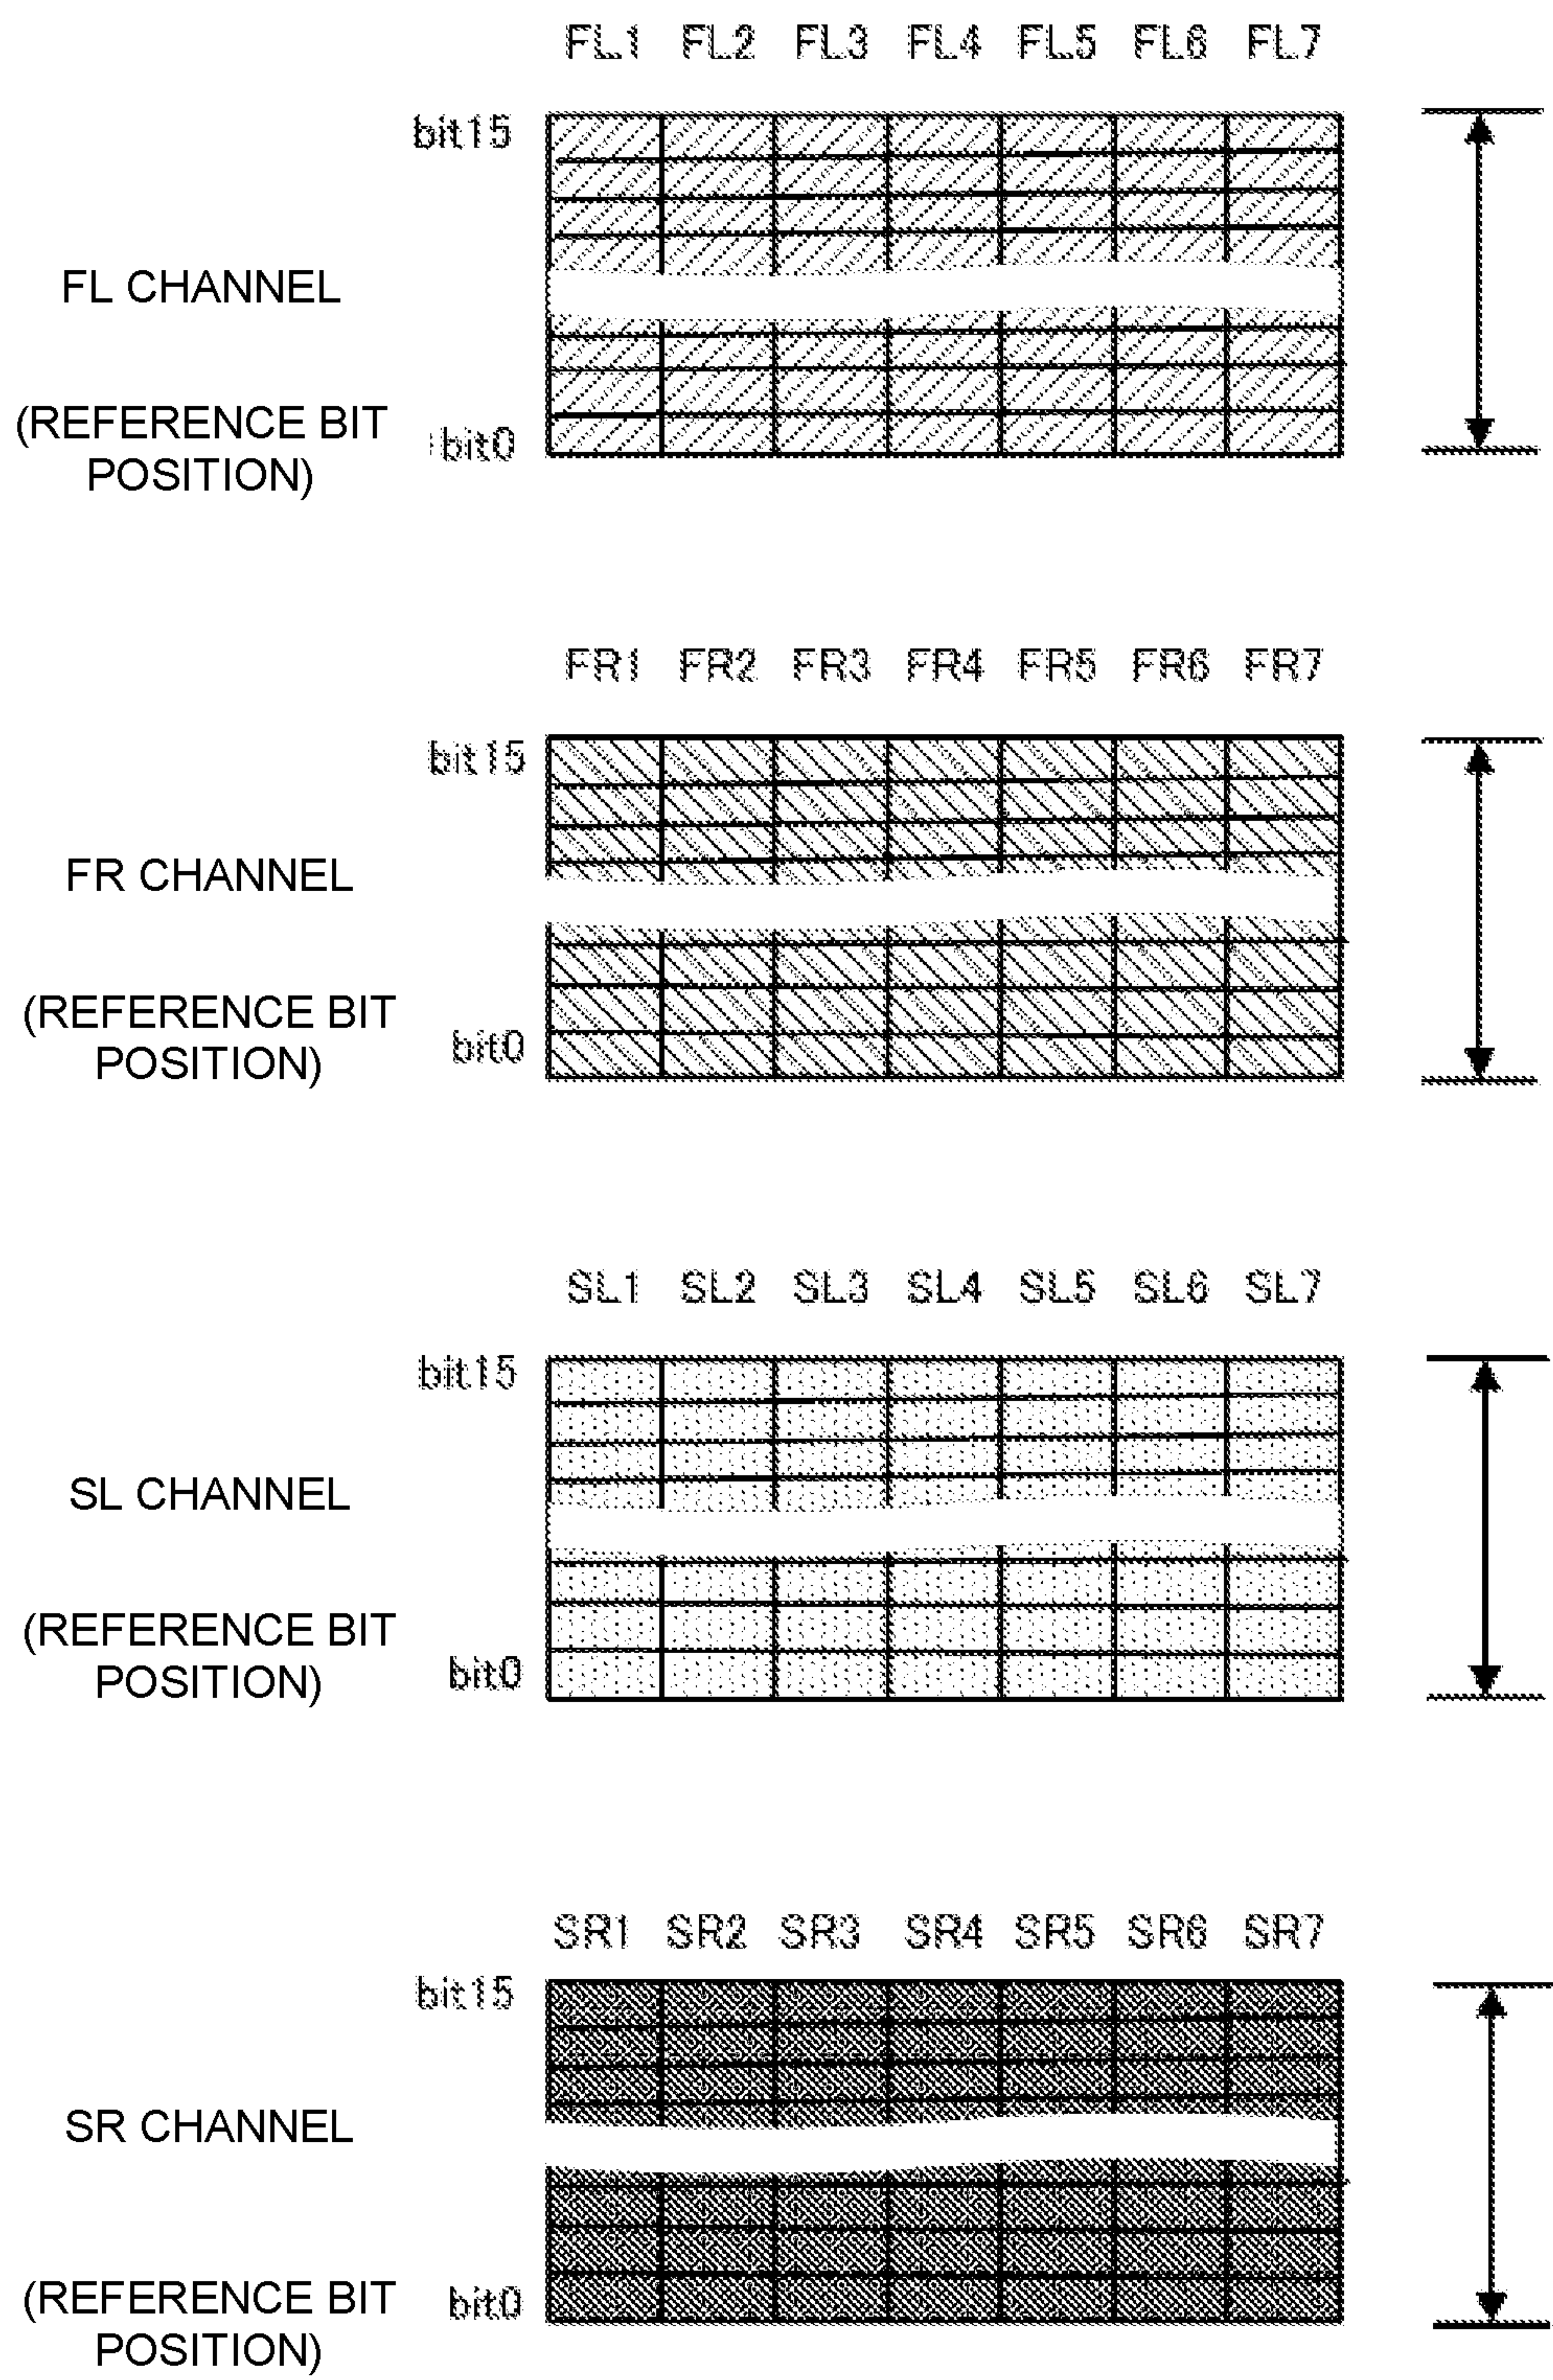 FL1 FL2 FL3 FL4 FL5 FL6 FL7
bit15
FL CHANNEL
(REFERENCE BIT
POSITION)
bit0
FR1 FR2 FR3 FR4 FR5 FR6 FR7
bit15
FR CHANNEL
(REFERENCE BIT
POSITION)
bit0
SL1 SL2 SL3 SL4 SL5 SL6 SL7
bit15
SL CHANNEL
(REFERENCE BIT
POSITION)
bit0
SR1 SR2 SR3 SR4 SR5 SR6 SR7
bit15
SR CHANNEL
(REFERENCE BIT
POSITION)
bit0